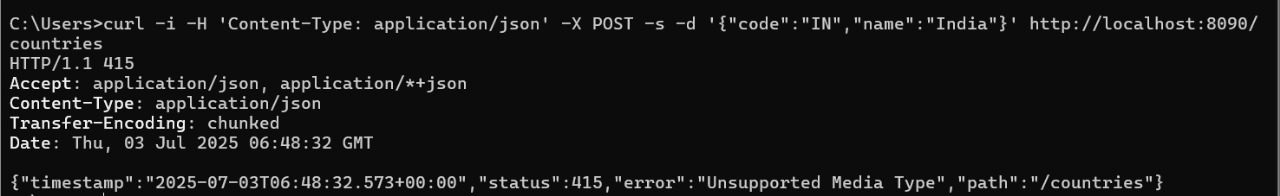 C:\Users>curl -i -H 'Content-Type: application/json' -X POST -s -d '{"code":"IN","name":"India"}' http://localhost:8090/
countries
HTTP/1.1 415
Accept: application/json, application/*+json
Content-Type: application/json
Transfer-Encoding: chunked
Date: Thu, 03 Jul 2025 06:48:32 GMT
{"timestamp":"2025-07-03T06:48:32.573+00:00","status":415,"error":"Unsupported Media Type","path":"/countries"}